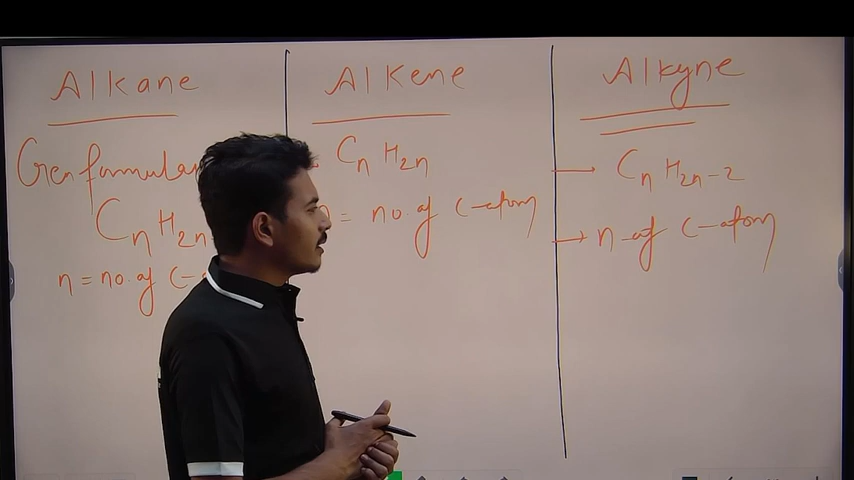 Alkane
Gen formula
CnH2n
n = no. of C-
Alkene
CnH2n
= no of C-atom
Alkyne
→ CnH2n-2
→ n-of C-atom